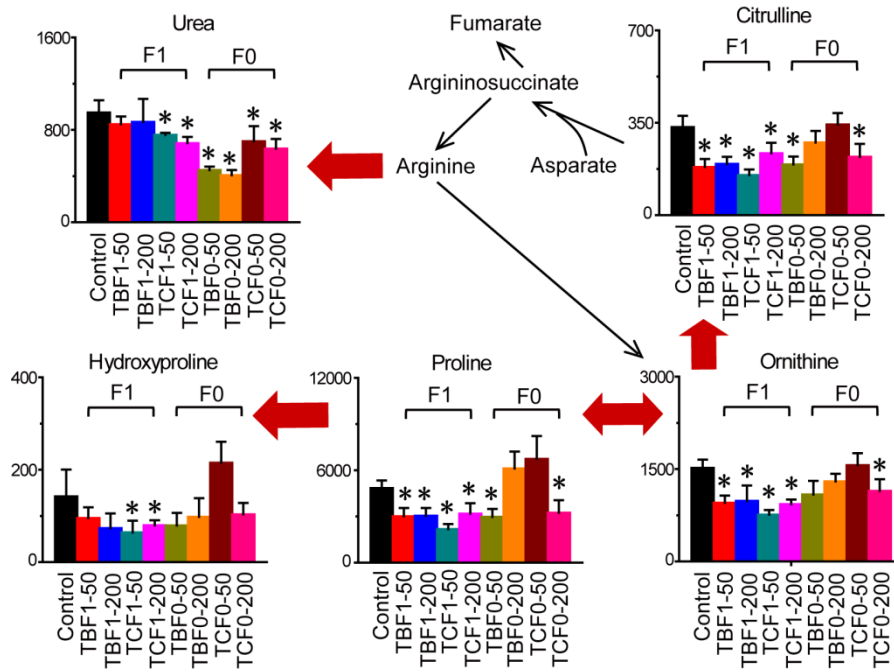 Urea
1600
800
0
F1
F0
* * * * * *
Control
TBF1-50
TBF1-200
TCF1-50
TCF1-200
TBF0-50
TBF0-200
TCF0-50
TCF0-200
Fumarate
Argininosuccinate
Arginine
Asparate
Citrulline
700
350
0
F1
F0
* * * * * *
Control
TBF1-50
TBF1-200
TCF1-50
TCF1-200
TBF0-50
TBF0-200
TCF0-50
TCF0-200
Hydroxyproline
400
200
0
F1
F0
* *
Control
TBF1-50
TBF1-200
TCF1-50
TCF1-200
TBF0-50
TBF0-200
TCF0-50
TCF0-200
Proline
12000
6000
0
F1
F0
* * * * * *
Control
TBF1-50
TBF1-200
TCF1-50
TCF1-200
TBF0-50
TBF0-200
TCF0-50
TCF0-200
Ornithine
3000
1500
0
F1
F0
* * * * *
Control
TBF1-50
TBF1-200
TCF1-50
TCF1-200
TBF0-50
TBF0-200
TCF0-50
TCF0-200